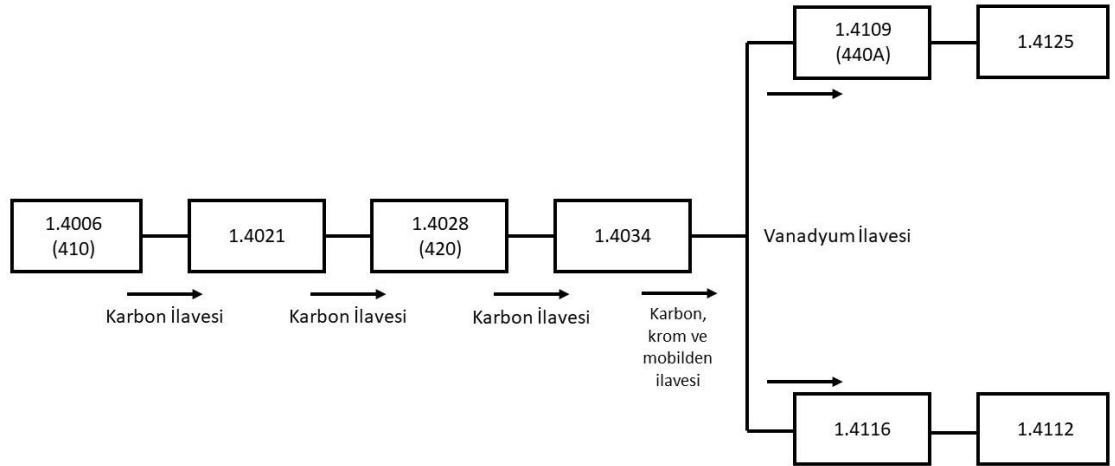 1.4006
(410)
1.4021
1.4028
(420)
1.4034
Karbon İlavesi
Karbon İlavesi
Karbon İlavesi
Karbon,
krom ve
mobilden
ilavesi
Vanadyum İlavesi
1.4109
(440A)
1.4125
1.4116
1.4112